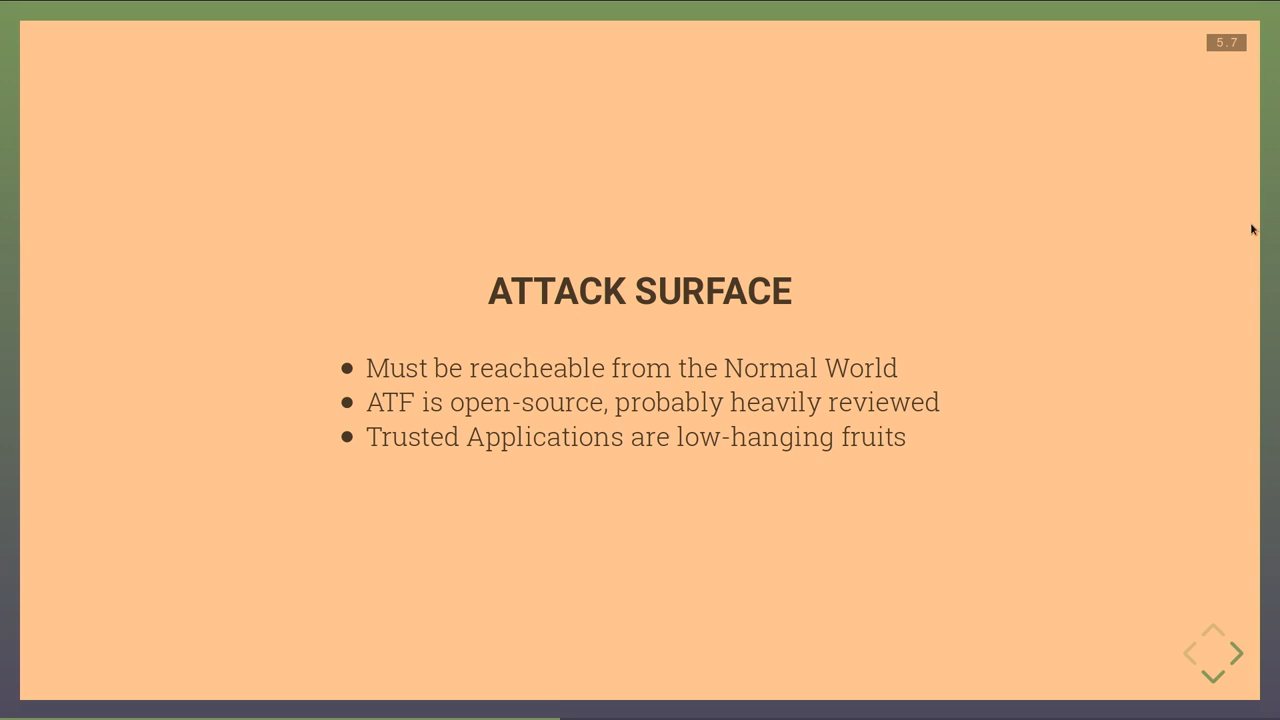 5.7
ATTACK SURFACE
Must be reacheable from the Normal World
ATF is open-source, probably heavily reviewed
Trusted Applications are low-hanging fruits